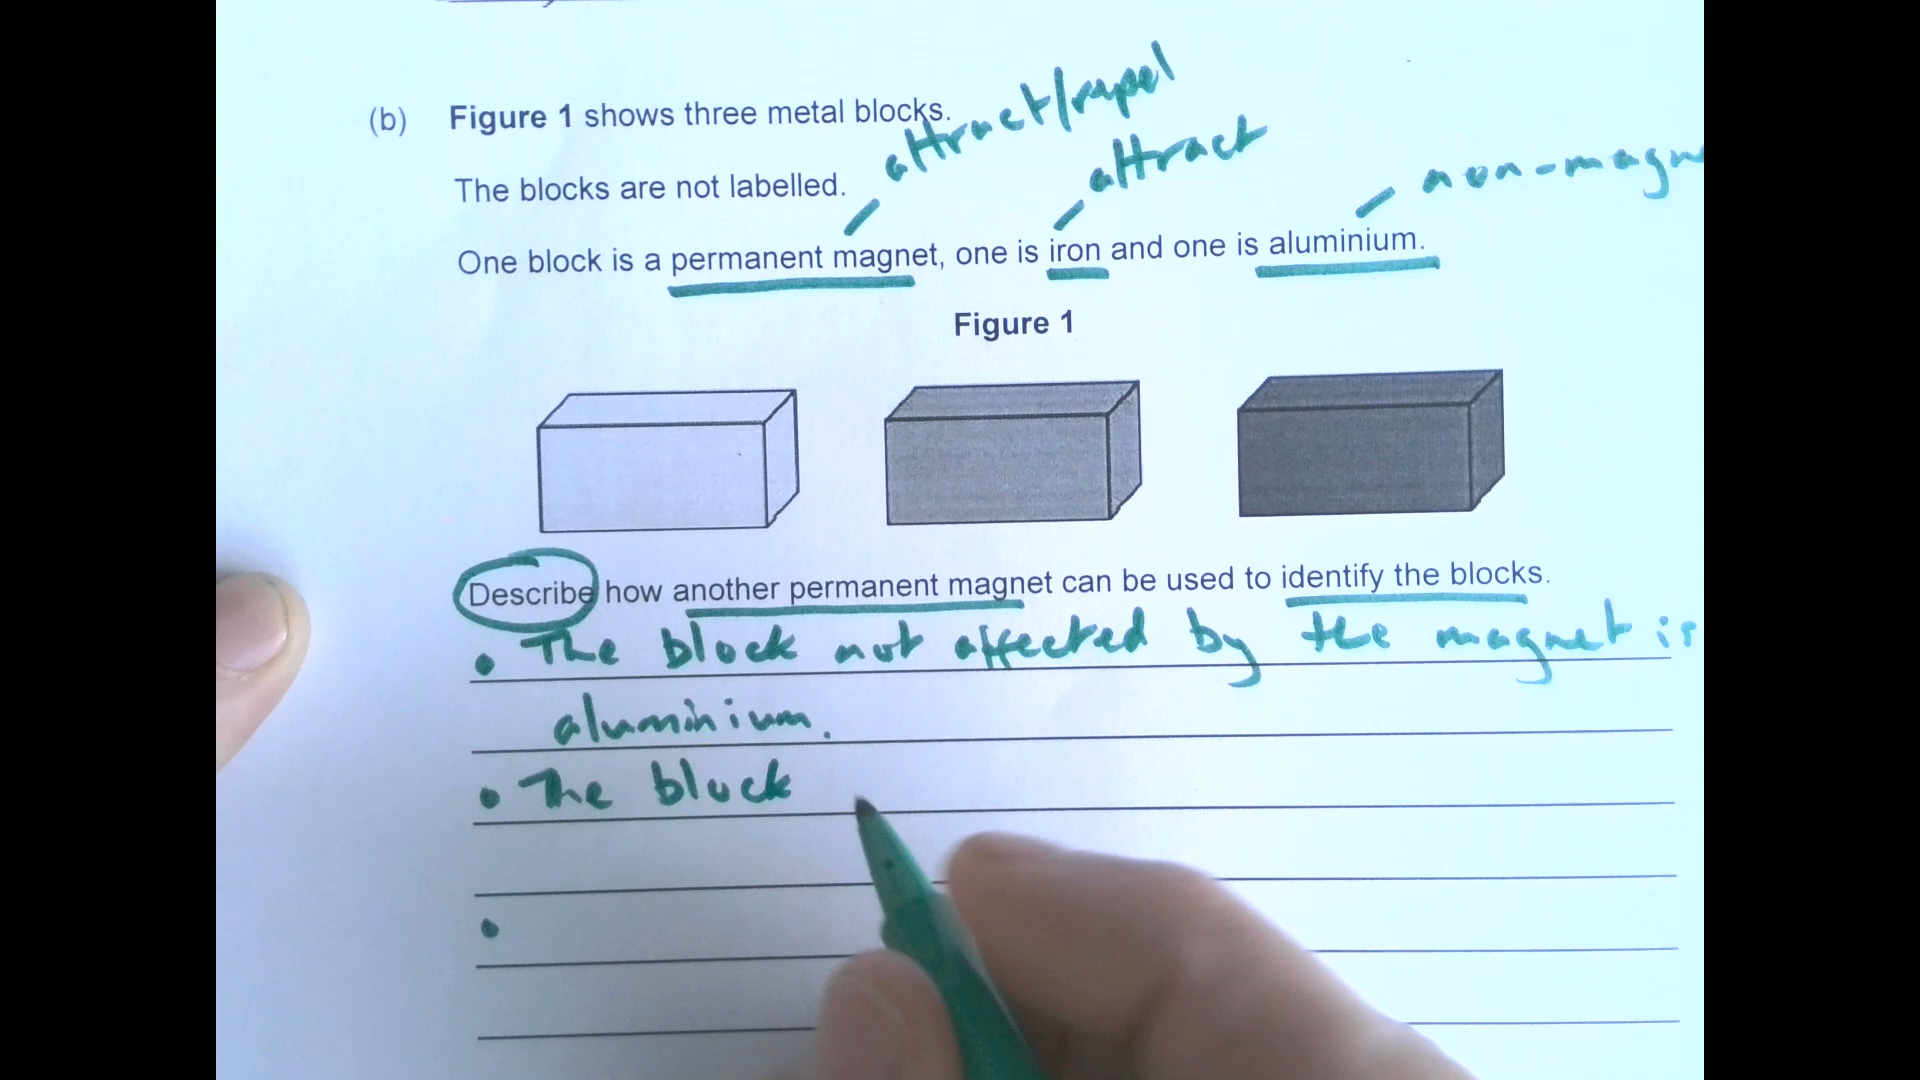 attract/repel
(b) Figure 1 shows three metal blocks.
attract
non-magne
The blocks are not labelled.
One block is a permanent magnet, one is iron and one is aluminium.
Figure 1
Describe how another permanent magnet can be used to identify the blocks.
• The block not affected by the magnet is
aluminium.
• The block
•